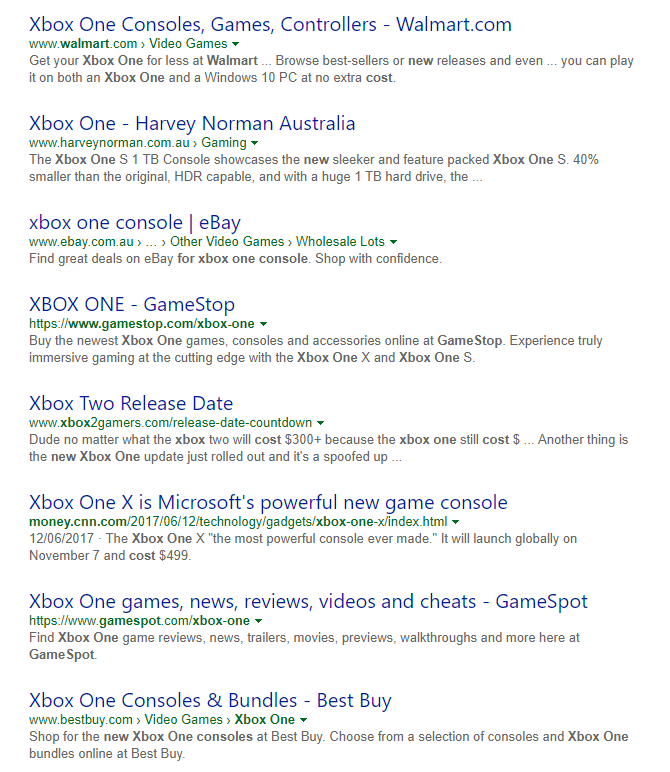 Xbox One Consoles, Games, Controllers - Walmart.com
www.walmart.com › Video Games
Get your Xbox One for less at Walmart ... Browse best-sellers or new releases and even ... you can play
it on both an Xbox One and a Windows 10 PC at no extra cost.
Xbox One - Harvey Norman Australia
www.harveynorman.com.au › Gaming
The Xbox One S 1 TB Console showcases the new sleeker and feature packed Xbox One S. 40%
smaller than the original, HDR capable, and with a huge 1 TB hard drive, the ...
xbox one console | eBay
www.ebay.com.au › ... › Other Video Games › Wholesale Lots
Find great deals on eBay for xbox one console. Shop with confidence.
XBOX ONE - GameStop
https://www.gamestop.com/xbox-one
Buy the newest Xbox One games, consoles and accessories online at GameStop. Experience truly
immersive gaming at the cutting edge with the Xbox One X and Xbox One S.
Xbox Two Release Date
www.xbox2gamers.com/release-date-countdown
Dude no matter what the xbox two will cost $300+ because the xbox one still cost $ ... Another thing is
the new Xbox One update just rolled out and it's a spoofed up ...
Xbox One X is Microsoft's powerful new game console
money.cnn.com/2017/06/12/technology/gadgets/xbox-one-x/index.html
12/06/2017 · The Xbox One X "the most powerful console ever made." It will launch globally on
November 7 and cost $499.
Xbox One games, news, reviews, videos and cheats - GameSpot
https://www.gamespot.com/xbox-one
Find Xbox One game reviews, news, trailers, movies, previews, walkthroughs and more here at
GameSpot.
Xbox One Consoles & Bundles - Best Buy
www.bestbuy.com › Video Games › Xbox One
Shop for the new Xbox One consoles at Best Buy. Choose from a selection of consoles and Xbox One
bundles online at Best Buy.